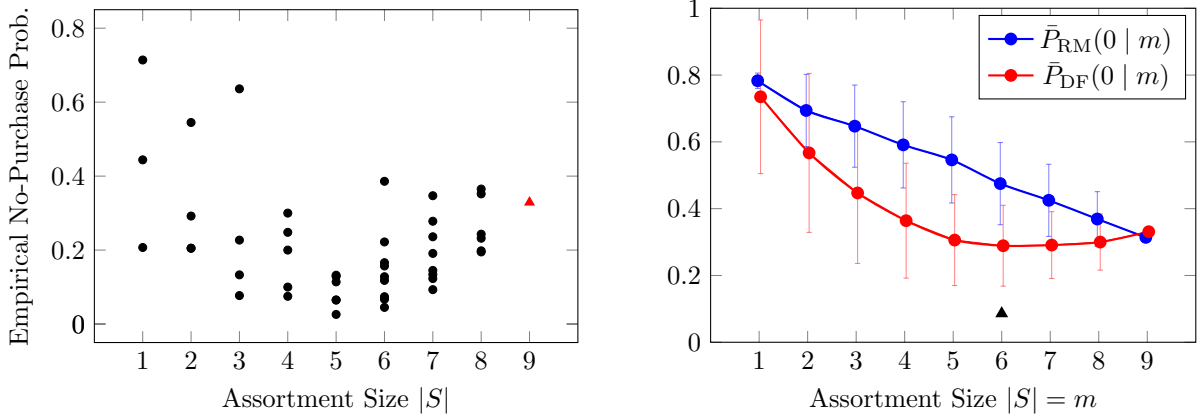 Empirical No-Purchase Prob.
0.8
0.6
0.4
0.2
0
1 2 3 4 5 6 7 8 9
Assortment Size |S|
1
0.8
0.6
0.4
0.2
0
P̄_RM(0 | m)
P̄_DF(0 | m)
1 2 3 4 5 6 7 8 9
Assortment Size |S| = m